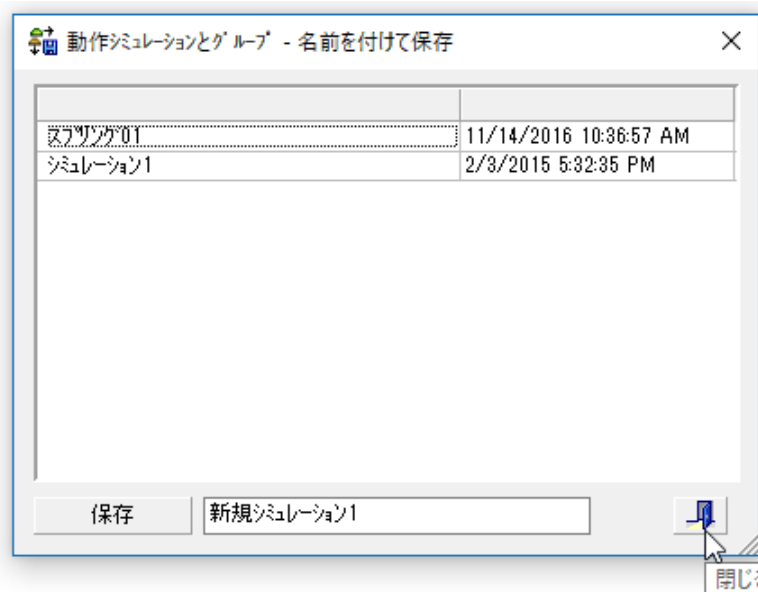 動作ｼﾐｭﾚｰｼｮﾝとｸﾞﾙｰﾌﾟ - 名前を付けて保存
ｽﾌﾟﾘﾝｸﾞ01 11/14/2016 10:36:57 AM
ｼﾐｭﾚｰｼｮﾝ1 2/3/2015 5:32:35 PM
保存 新規ｼﾐｭﾚｰｼｮﾝ1
閉じ